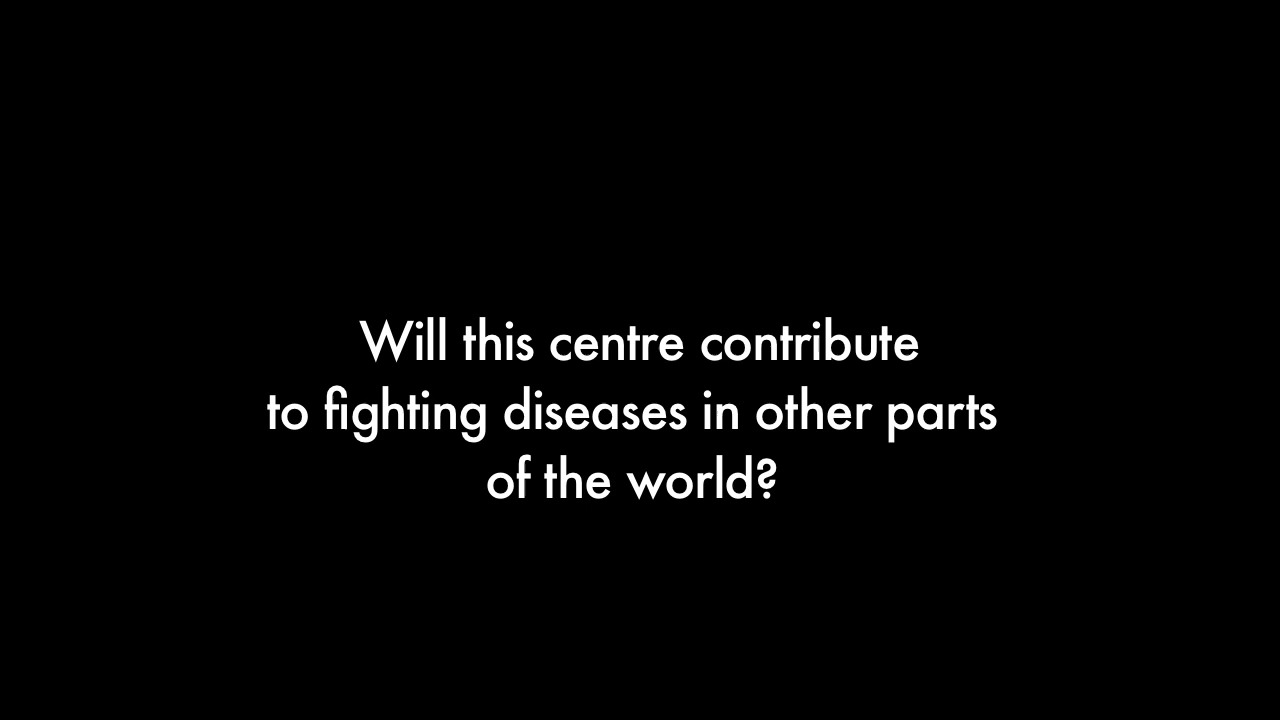 Will this centre contribute
to fighting diseases in other parts
of the world?